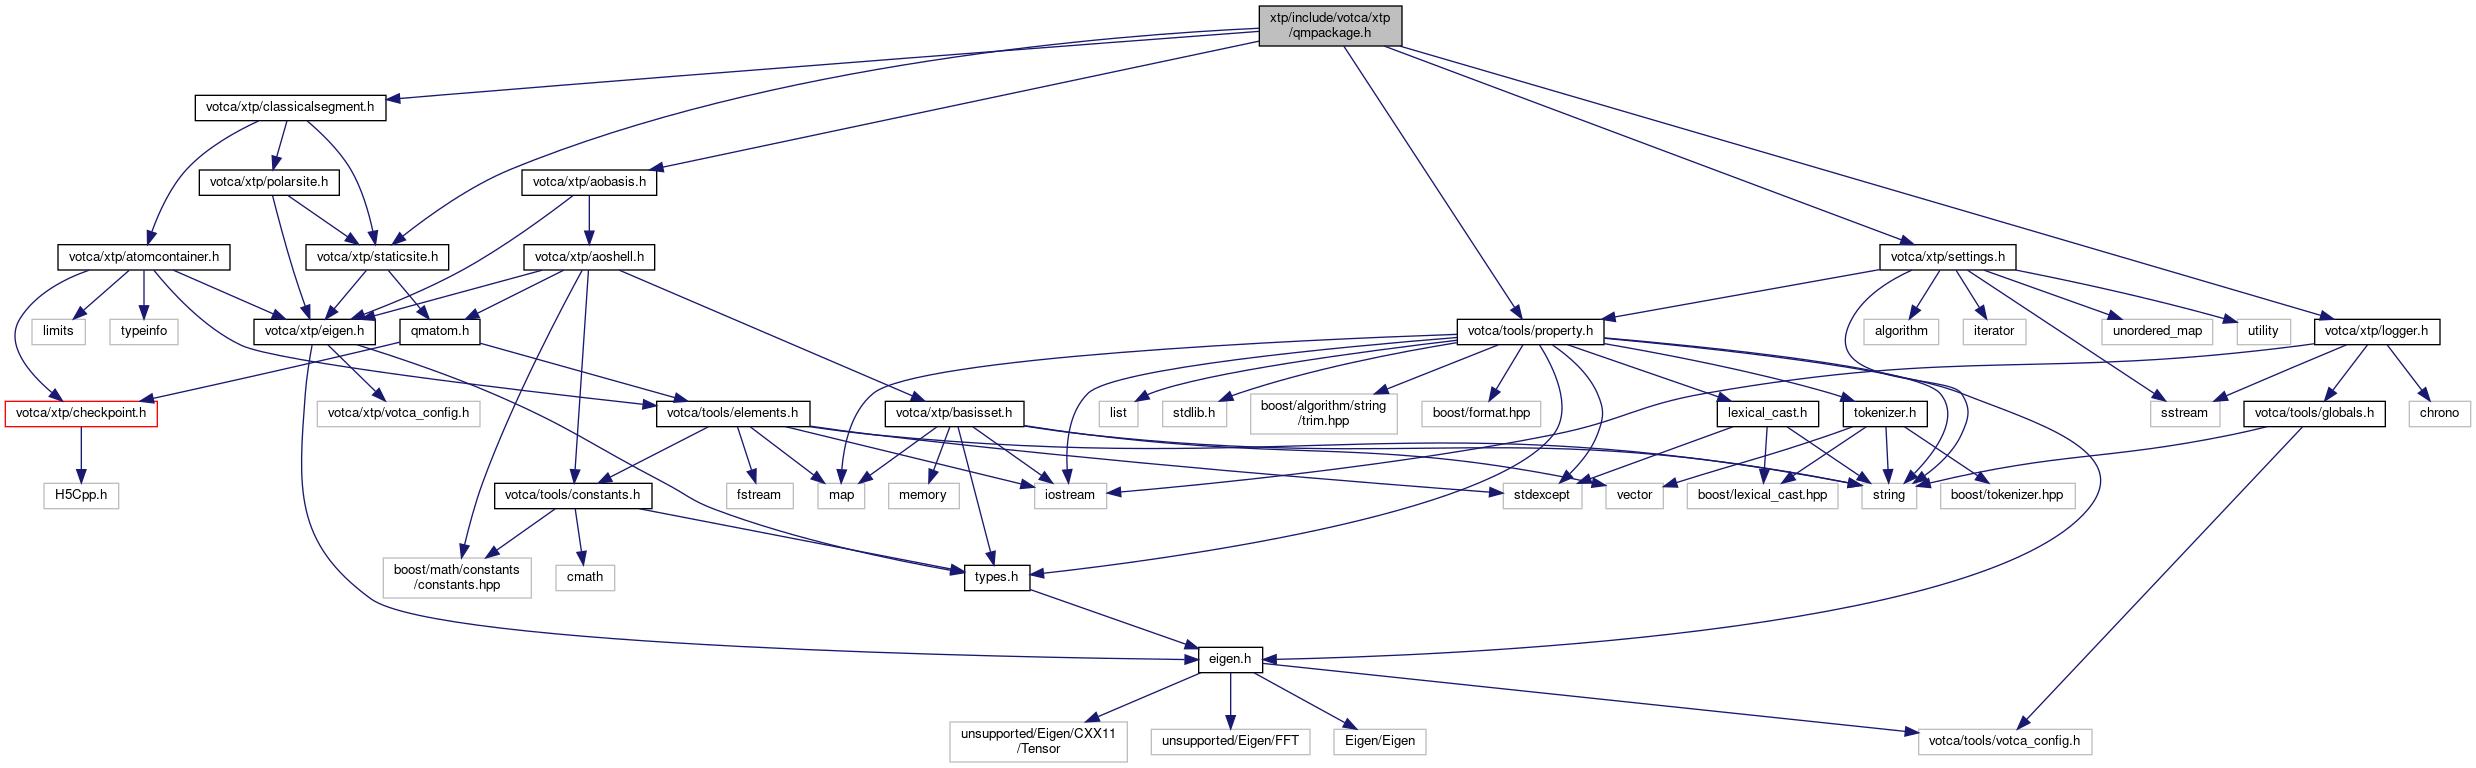 xtp/include/votca/xtp
/qmpackage.h
votca/xtp/classicalsegment.h
votca/xtp/polarsite.h
votca/xtp/aobasis.h
votca/xtp/atomcontainer.h
votca/xtp/staticsite.h
votca/xtp/aoshell.h
votca/xtp/settings.h
limits
typeinfo
votca/xtp/eigen.h
qmatom.h
votca/tools/property.h
algorithm
iterator
unordered_map
utility
votca/xtp/logger.h
votca/xtp/checkpoint.h
votca/xtp/votca_config.h
votca/tools/elements.h
votca/xtp/basisset.h
list
stdlib.h
boost/algorithm/string
/trim.hpp
boost/format.hpp
lexical_cast.h
tokenizer.h
sstream
votca/tools/globals.h
chrono
H5Cpp.h
votca/tools/constants.h
fstream
map
memory
iostream
stdexcept
vector
boost/lexical_cast.hpp
string
boost/tokenizer.hpp
boost/math/constants
/constants.hpp
cmath
types.h
eigen.h
unsupported/Eigen/CXX11
/Tensor
unsupported/Eigen/FFT
Eigen/Eigen
votca/tools/votca_config.h